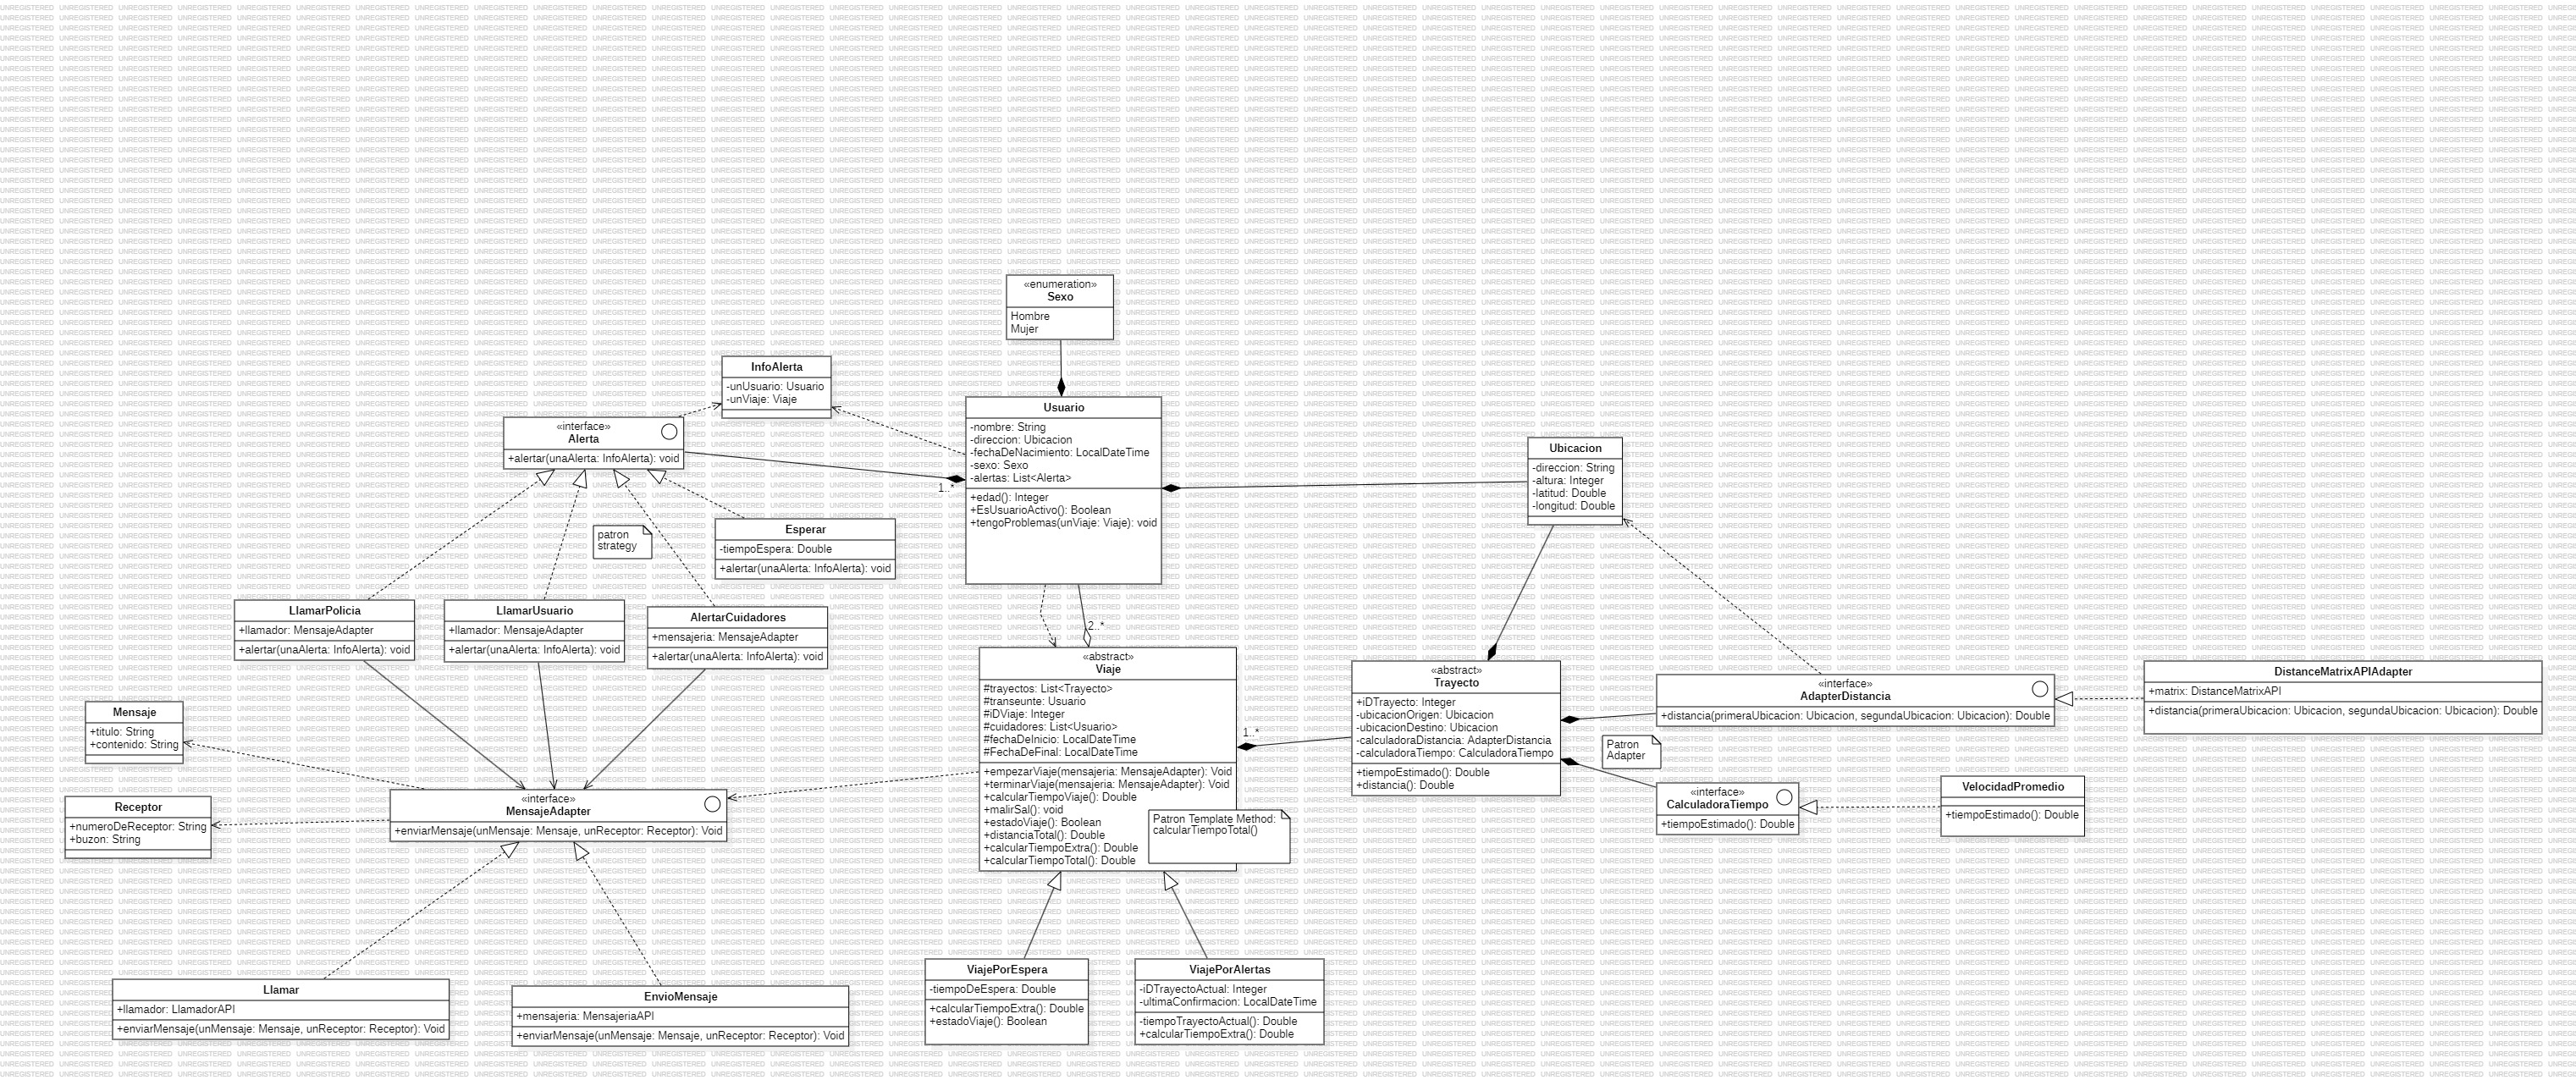 «enumeration»
Sexo
Hombre
Mujer
InfoAlerta
-unUsuario: Usuario
-unViaje: Viaje
«interface»
Alerta
+alertar(unaAlerta: InfoAlerta): void
Usuario
-nombre: String
-direccion: Ubicacion
-fechaDeNacimiento: LocalDateTime
-sexo: Sexo
-alertas: List<Alerta>
+edad(): Integer
+EsUsuarioActivo(): Boolean
+tengoProblemas(unViaje: Viaje): void
1..*
Ubicacion
-direccion: String
-altura: Integer
-latitud: Double
-longitud: Double
patron
strategy
Esperar
-tiempoEspera: Double
+alertar(unaAlerta: InfoAlerta): void
LlamarPolicia
+llamador: MensajeAdapter
+alertar(unaAlerta: InfoAlerta): void
LlamarUsuario
+llamador: MensajeAdapter
+alertar(unaAlerta: InfoAlerta): void
AlertarCuidadores
+mensajeria: MensajeAdapter
+alertar(unaAlerta: InfoAlerta): void
2..*
«abstract»
Viaje
#trayectos: List<Trayecto>
#transeunte: Usuario
#iDViaje: Integer
#cuidadores: List<Usuario>
#fechaDeInicio: LocalDateTime
#FechaDeFinal: LocalDateTime
+empezarViaje(mensajeria: MensajeAdapter): Void
+terminarViaje(mensajeria: MensajeAdapter): Void
+calcularTiempoViaje(): Double
+malirSal(): void
+estadoViaje(): Boolean
+distanciaTotal(): Double
+calcularTiempoExtra(): Double
+calcularTiempoTotal(): Double
Patron Template Method:
calcularTiempoTotal()
1..*
«abstract»
Trayecto
+iDTrayecto: Integer
-ubicacionOrigen: Ubicacion
-ubicacionDestino: Ubicacion
-calculadoraDistancia: AdapterDistancia
-calculadoraTiempo: CalculadoraTiempo
+tiempoEstimado(): Double
+distancia(): Double
«interface»
AdapterDistancia
+distancia(primeraUbicacion: Ubicacion, segundaUbicacion: Ubicacion): Double
DistanceMatrixAPIAdapter
+matrix: DistanceMatrixAPI
+distancia(primeraUbicacion: Ubicacion, segundaUbicacion: Ubicacion): Double
Patron
Adapter
«interface»
CalculadoraTiempo
+tiempoEstimado(): Double
VelocidadPromedio
+tiempoEstimado(): Double
Mensaje
+titulo: String
+contenido: String
Receptor
+numeroDeReceptor: String
+buzon: String
«interface»
MensajeAdapter
+enviarMensaje(unMensaje: Mensaje, unReceptor: Receptor): Void
Llamar
+llamador: LlamadorAPI
+enviarMensaje(unMensaje: Mensaje, unReceptor: Receptor): Void
EnvioMensaje
+mensajeria: MensajeriaAPI
+enviarMensaje(unMensaje: Mensaje, unReceptor: Receptor): Void
ViajePorEspera
-tiempoDeEspera: Double
+calcularTiempoExtra(): Double
+estadoViaje(): Boolean
ViajePorAlertas
-iDTrayectoActual: Integer
-ultimaConfirmacion: LocalDateTime
-tiempoTrayectoActual(): Double
+calcularTiempoExtra(): Double
UNREGISTERED